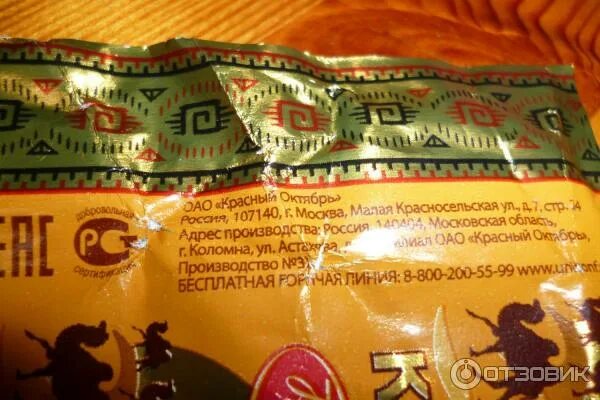 ОАО «Красный Октябрь»
Россия, 107140, г. Москва, Малая Красносельская ул., д.7, стр. 24
Адрес производства: Россия, 140404, Московская область,
г. Коломна, ул. Астахова, ОАО «Красный Октябрь»,
Производство №3
БЕСПЛАТНАЯ ГОРЯЧАЯ ЛИНИЯ: 8-800-200-55-99
ЕАС
добровольная
РСТ
сертификация
К
ОТЗОВИК